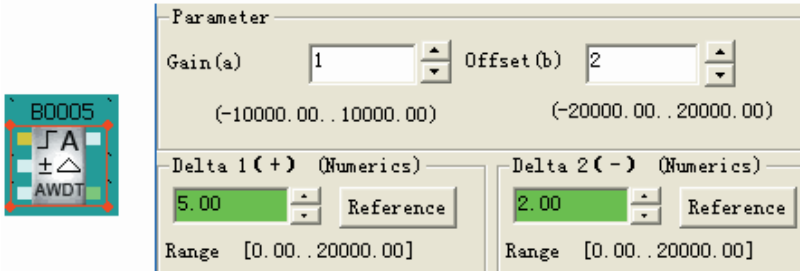 B0005
A
±△
AWDT
Parameter
Gain(a) 1 Offset(b) 2
(-10000.00..10000.00) (-20000.00..20000.00)
Delta 1(+) (Numerics) Delta 2(-) (Numerics)
5.00 Reference 2.00 Reference
Range [0.00..20000.00] Range [0.00..20000.00]